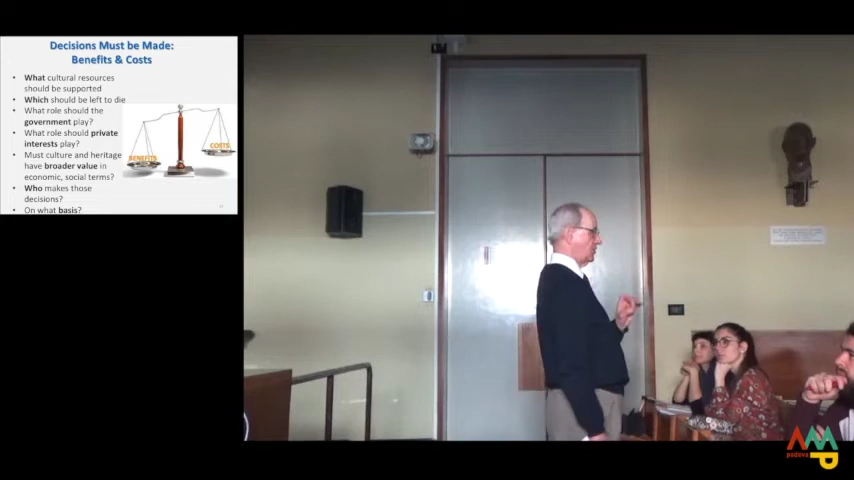 Decisions Must be Made:
Benefits & Costs
• What cultural resources
should be supported
• Which should be left to die
• What role should the
government play?
• What role should private
interests play?
• Must culture and heritage
have broader value in
economic, social terms?
• Who makes those
decisions?
• On what basis?
BENEFITS
COSTS
padova